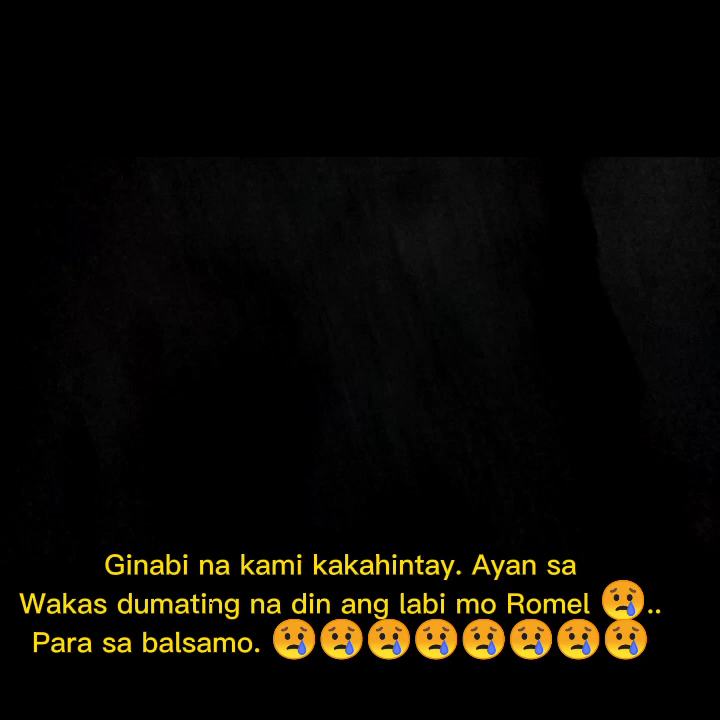 Ginabi na kami kakahintay. Ayan sa
Wakas dumating na din ang labi mo Romel 😢..
Para sa balsamo. 😢😢😢😢😢😢😢😢